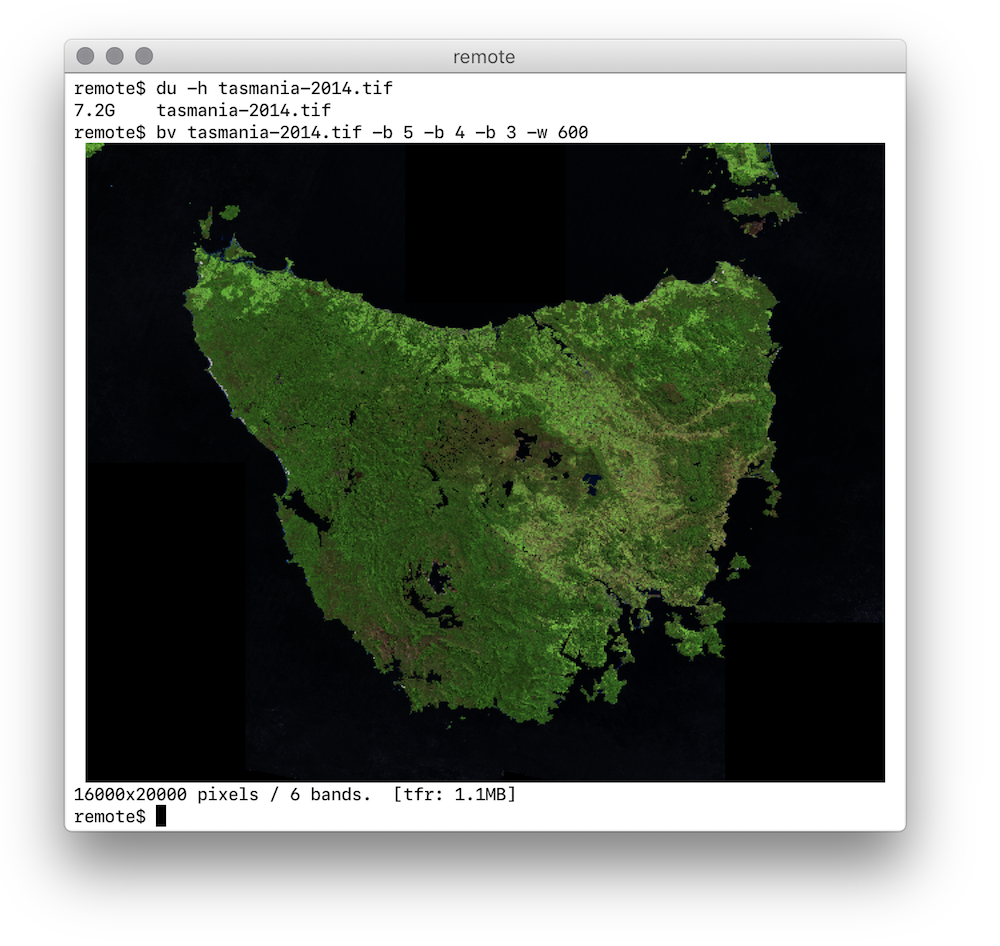 remote
remote$ du -h tasmania-2014.tif
7.2G    tasmania-2014.tif
remote$ bv tasmania-2014.tif -b 5 -b 4 -b 3 -w 600
16000x20000 pixels / 6 bands.  [tfr: 1.1MB]
remote$